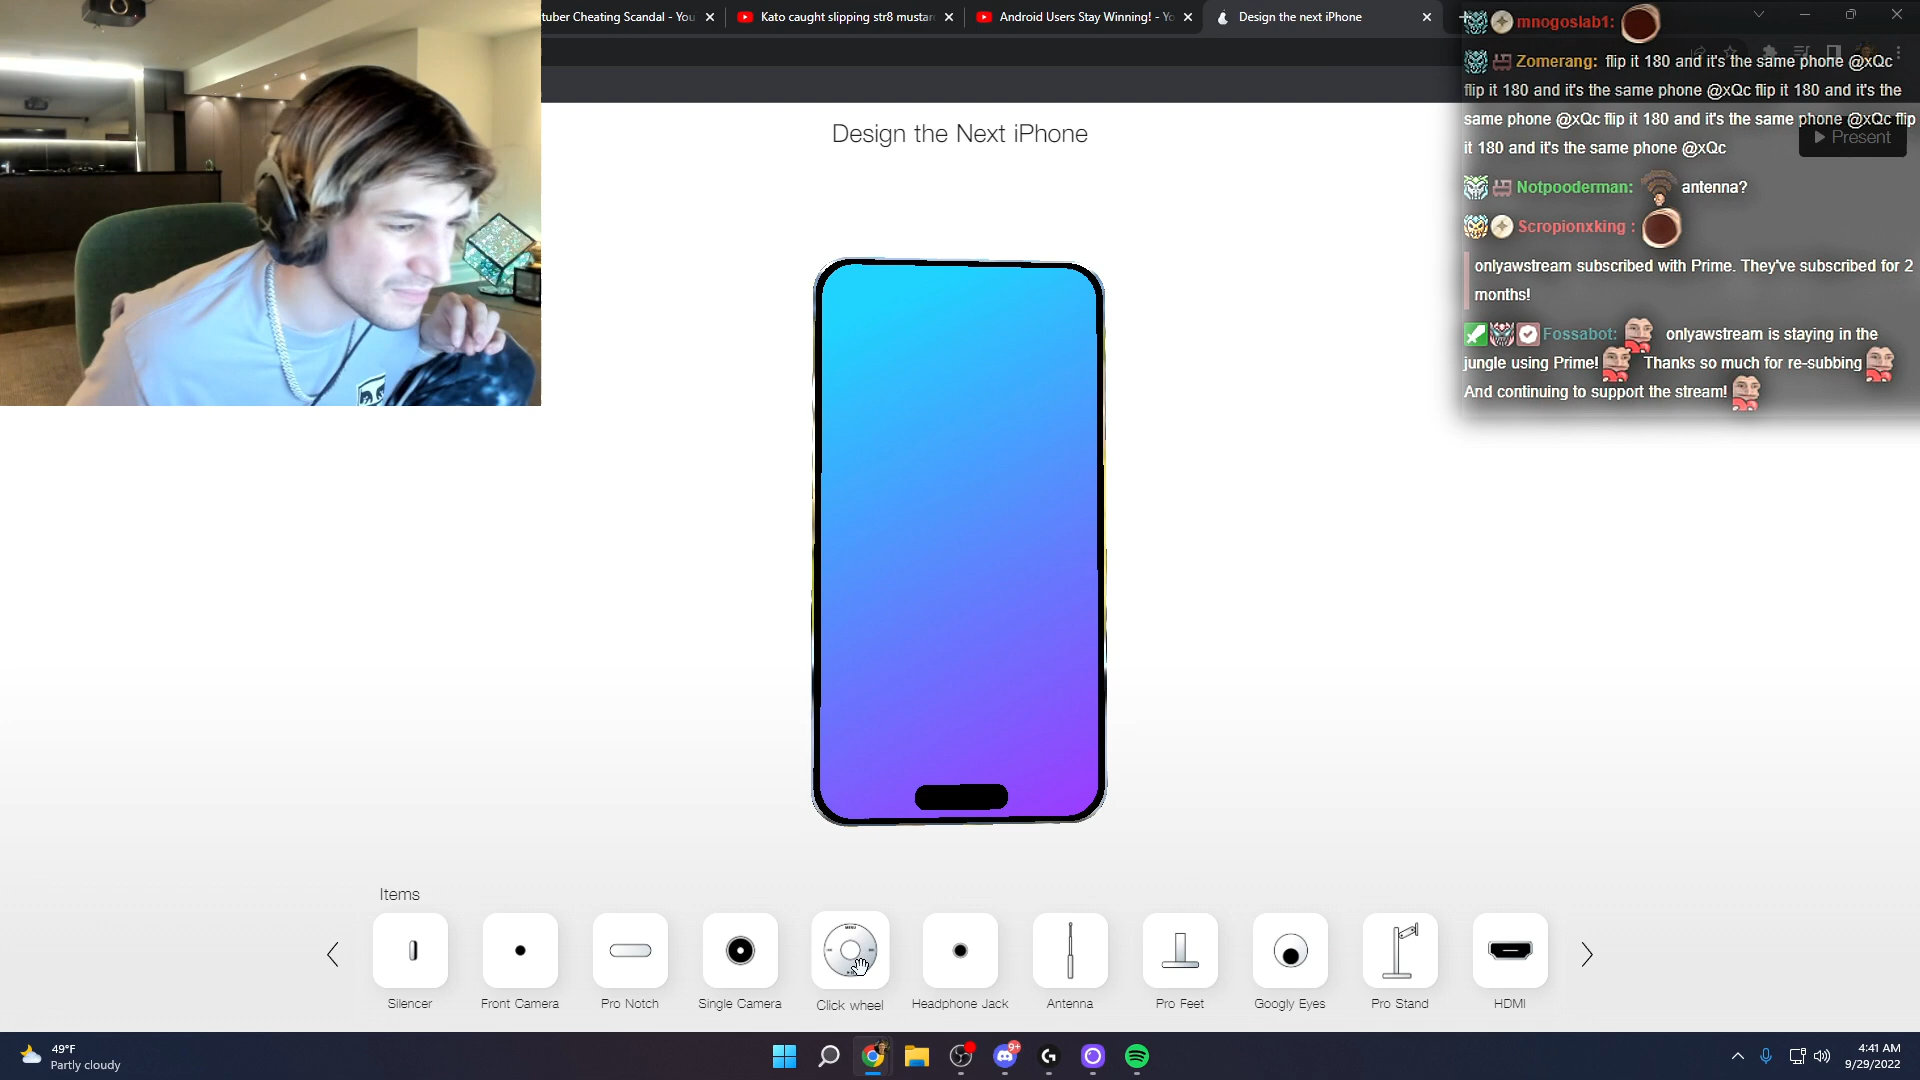 tuber Cheating Scandal - You
Kato caught slipping str8 mustar
Android Users Stay Winning! - Yo
Design the next iPhone
mnogoslab1:
Zomerang: flip it 180 and it's the same phone @xQc
flip it 180 and it's the same phone @xQc flip it 180 and it's the
same phone @xQc flip it 180 and it's the same phone @xQc flip
it 180 and it's the same phone @xQc
Present
Notpooderman: antenna?
Scropionxking :
onlyawstream subscribed with Prime. They've subscribed for 2
months!
Fossabot: onlyawstream is staying in the
jungle using Prime! Thanks so much for re-subbing
And continuing to support the stream!
Design the Next iPhone
Items
MENU
Silencer
Front Camera
Pro Notch
Single Camera
Click wheel
Headphone Jack
Antenna
Pro Feet
Googly Eyes
Pro Stand
HDMI
49°F
Partly cloudy
9+
4:41 AM
9/29/2022